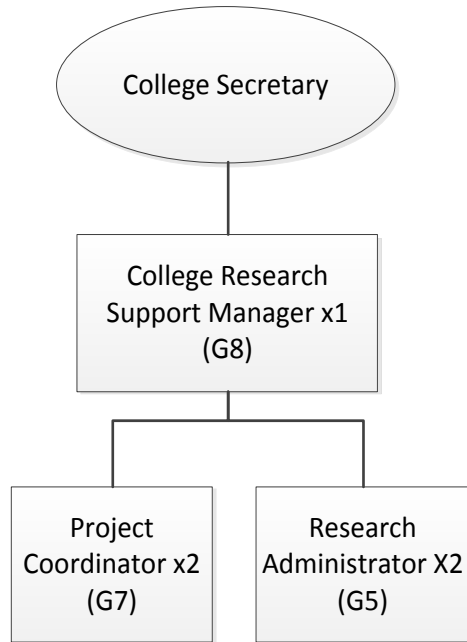 College Secretary
College Research
Support Manager x1
(G8)
Project
Coordinator x2
(G7)
Research
Administrator X2
(G5)